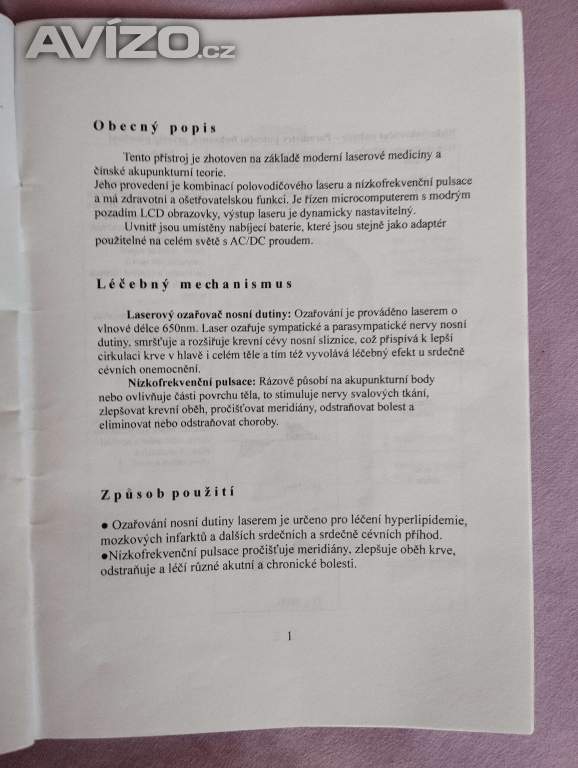 AVÍZO.cz
Obecný popis
Tento přístroj je zhotoven na základě moderní laserové mediciny a
čínské akupunkturní teorie.
Jeho provedení je kombinací polovodičového laseru a nízkofrekvenční pulsace
a má zdravotní a ošetřovatelskou funkci. Je řízen microcomputerem s modrým
pozadím LCD obrazovky, výstup laseru je dynamicky nastavitelný.
Uvnitř jsou umístěny nabíjecí baterie, které jsou stejně jako adaptér
použitelné na celém světě s AC/DC proudem.
Léčebný mechanismus
Laserový ozařovač nosní dutiny: Ozařování je prováděno laserem o
vlnové délce 650nm. Laser ozařuje sympatické a parasympatické nervy nosní
dutiny, smršťuje a rozšiřuje krevní cévy nosní sliznice, což přispívá k lepší
cirkulaci krve v hlavě i celém těle a tím též vyvolává léčebný efekt u srdečně
cévních onemocnění.
Nízkofrekvenční pulsace: Rázově působí na akupunkturní body
nebo ovlivňuje části povrchu těla, to stimuluje nervy svalových tkání,
zlepšovat krevní oběh, pročišťovat meridiány, odstraňovat bolest a
eliminovat nebo odstraňovat choroby.
Způsob použití
● Ozařování nosní dutiny laserem je určeno pro léčení hyperlipidemie,
mozkových infarktů a dalších srdečních a srdečně cévních příhod.
●Nízkofrekvenční pulsace pročišťuje meridiány, zlepšuje oběh krve,
odstraňuje a léčí různé akutní a chronické bolesti.
1